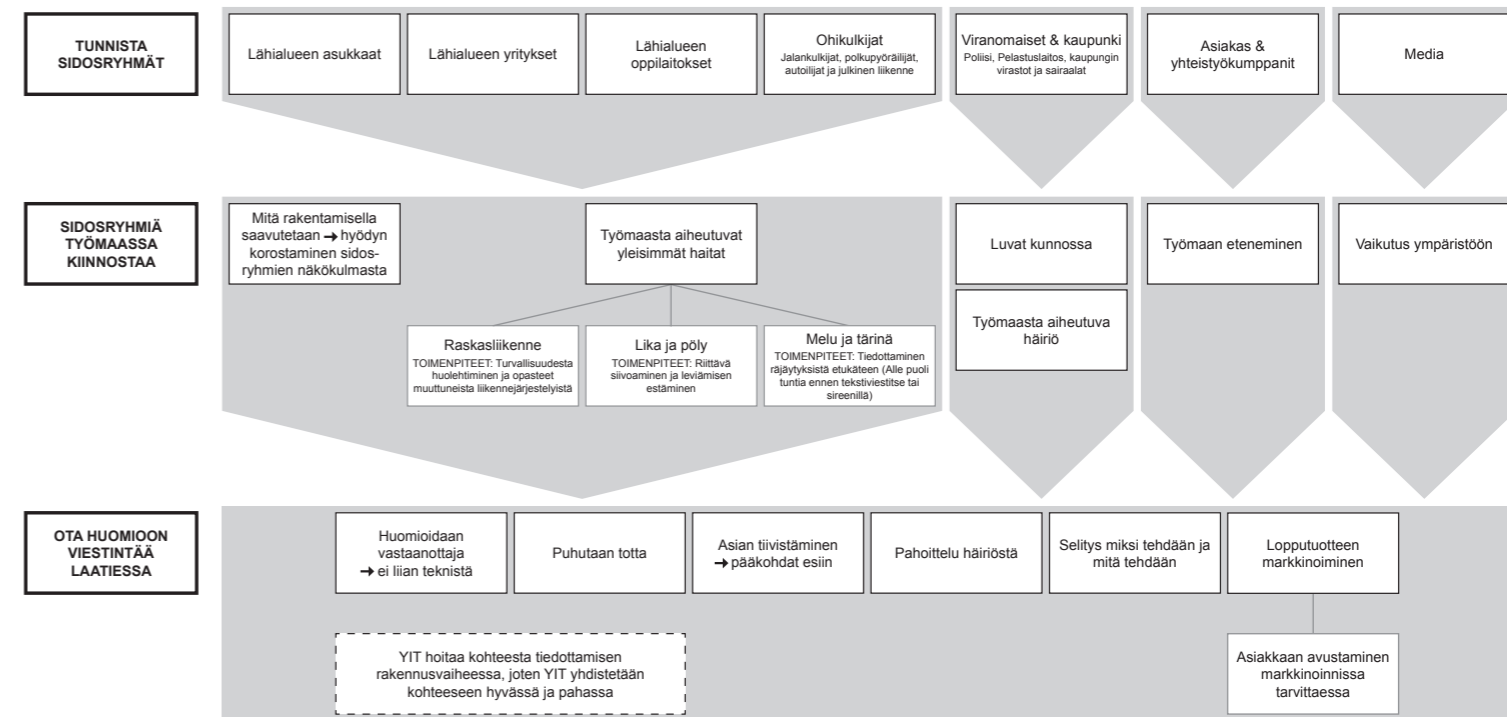 TUNNISTA
SIDOSRYHMÄT
Lähialueen asukkaat
Lähialueen yritykset
Lähialueen
oppilaitokset
Ohikulkijat
Jalankulkijat, polkupyöräilijät,
autoilijat ja julkinen liikenne
Viranomaiset & kaupunki
Poliisi, Pelastuslaitos, kaupungin
virastot ja sairaalat
Asiakas &
yhteistyökumppanit
Media
SIDOSRYHMIÄ
TYÖMAASSA
KIINNOSTAA
Mitä rakentamisella
saavutetaan → hyödyn
korostaminen sidos-
ryhmien näkökulmasta
Työmaasta aiheutuvat
yleisimmät haitat
Luvat kunnossa
Työmaan eteneminen
Vaikutus ympäristöön
Työmaasta aiheutuva
häiriö
Raskasliikenne
TOIMENPITEET: Turvallisuudesta
huolehtiminen ja opasteet
muuttuneista liikennejärjestelyistä
Lika ja pöly
TOIMENPITEET: Riittävä
siivoaminen ja leviämisen
estäminen
Melu ja tärinä
TOIMENPITEET: Tiedottaminen
räjäytyksistä etukäteen (Alle puoli
tuntia ennen tekstiviestitse tai
sireenillä)
OTA HUOMIOON
VIESTINTÄÄ
LAATIESSA
Huomioidaan
vastaanottaja
→ ei liian teknistä
Puhutaan totta
Asian tiivistäminen
→ pääkohdat esiin
Pahoittelu häiriöstä
Selitys miksi tehdään ja
mitä tehdään
Lopputuotteen
markkinoiminen
YIT hoitaa kohteesta tiedottamisen
rakennusvaiheessa, joten YIT yhdistetään
kohteeseen hyvässä ja pahassa
Asiakkaan avustaminen
markkinoinnissa
tarvittaessa